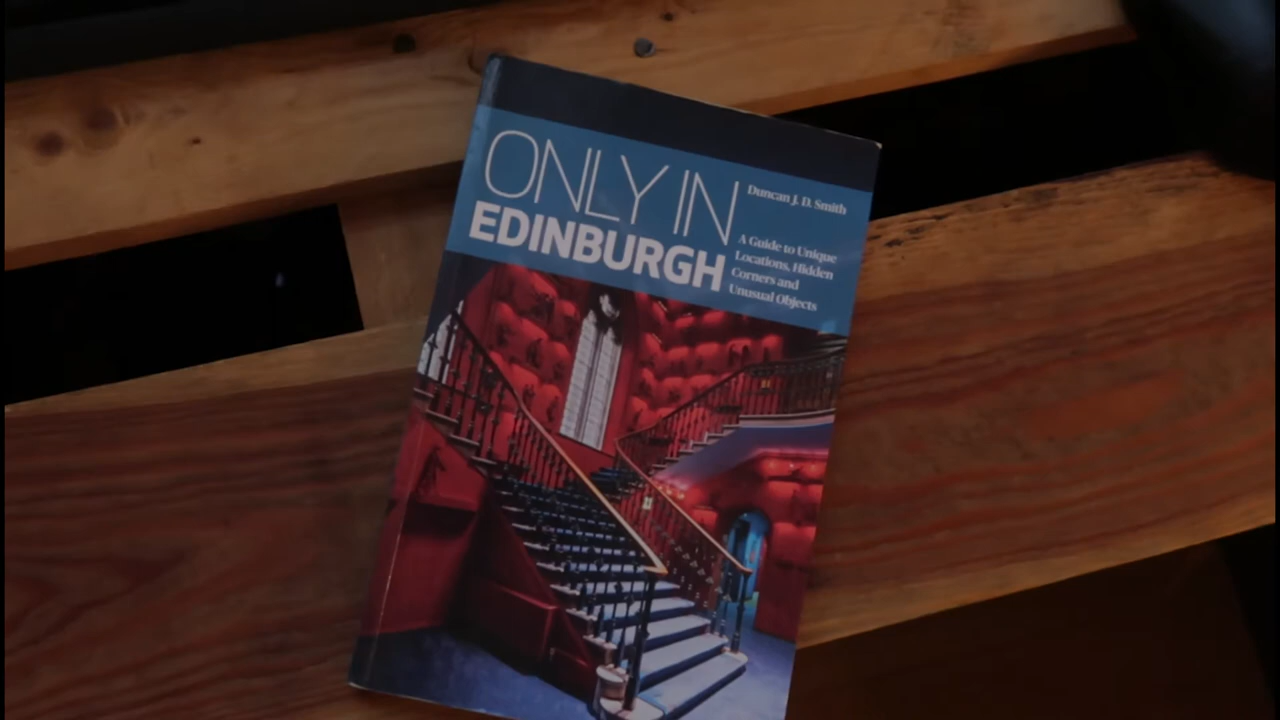 ONLY IN
EDINBURGH
Duncan J. D. Smith
A Guide to Unique
Locations, Hidden
Corners and
Unusual Objects